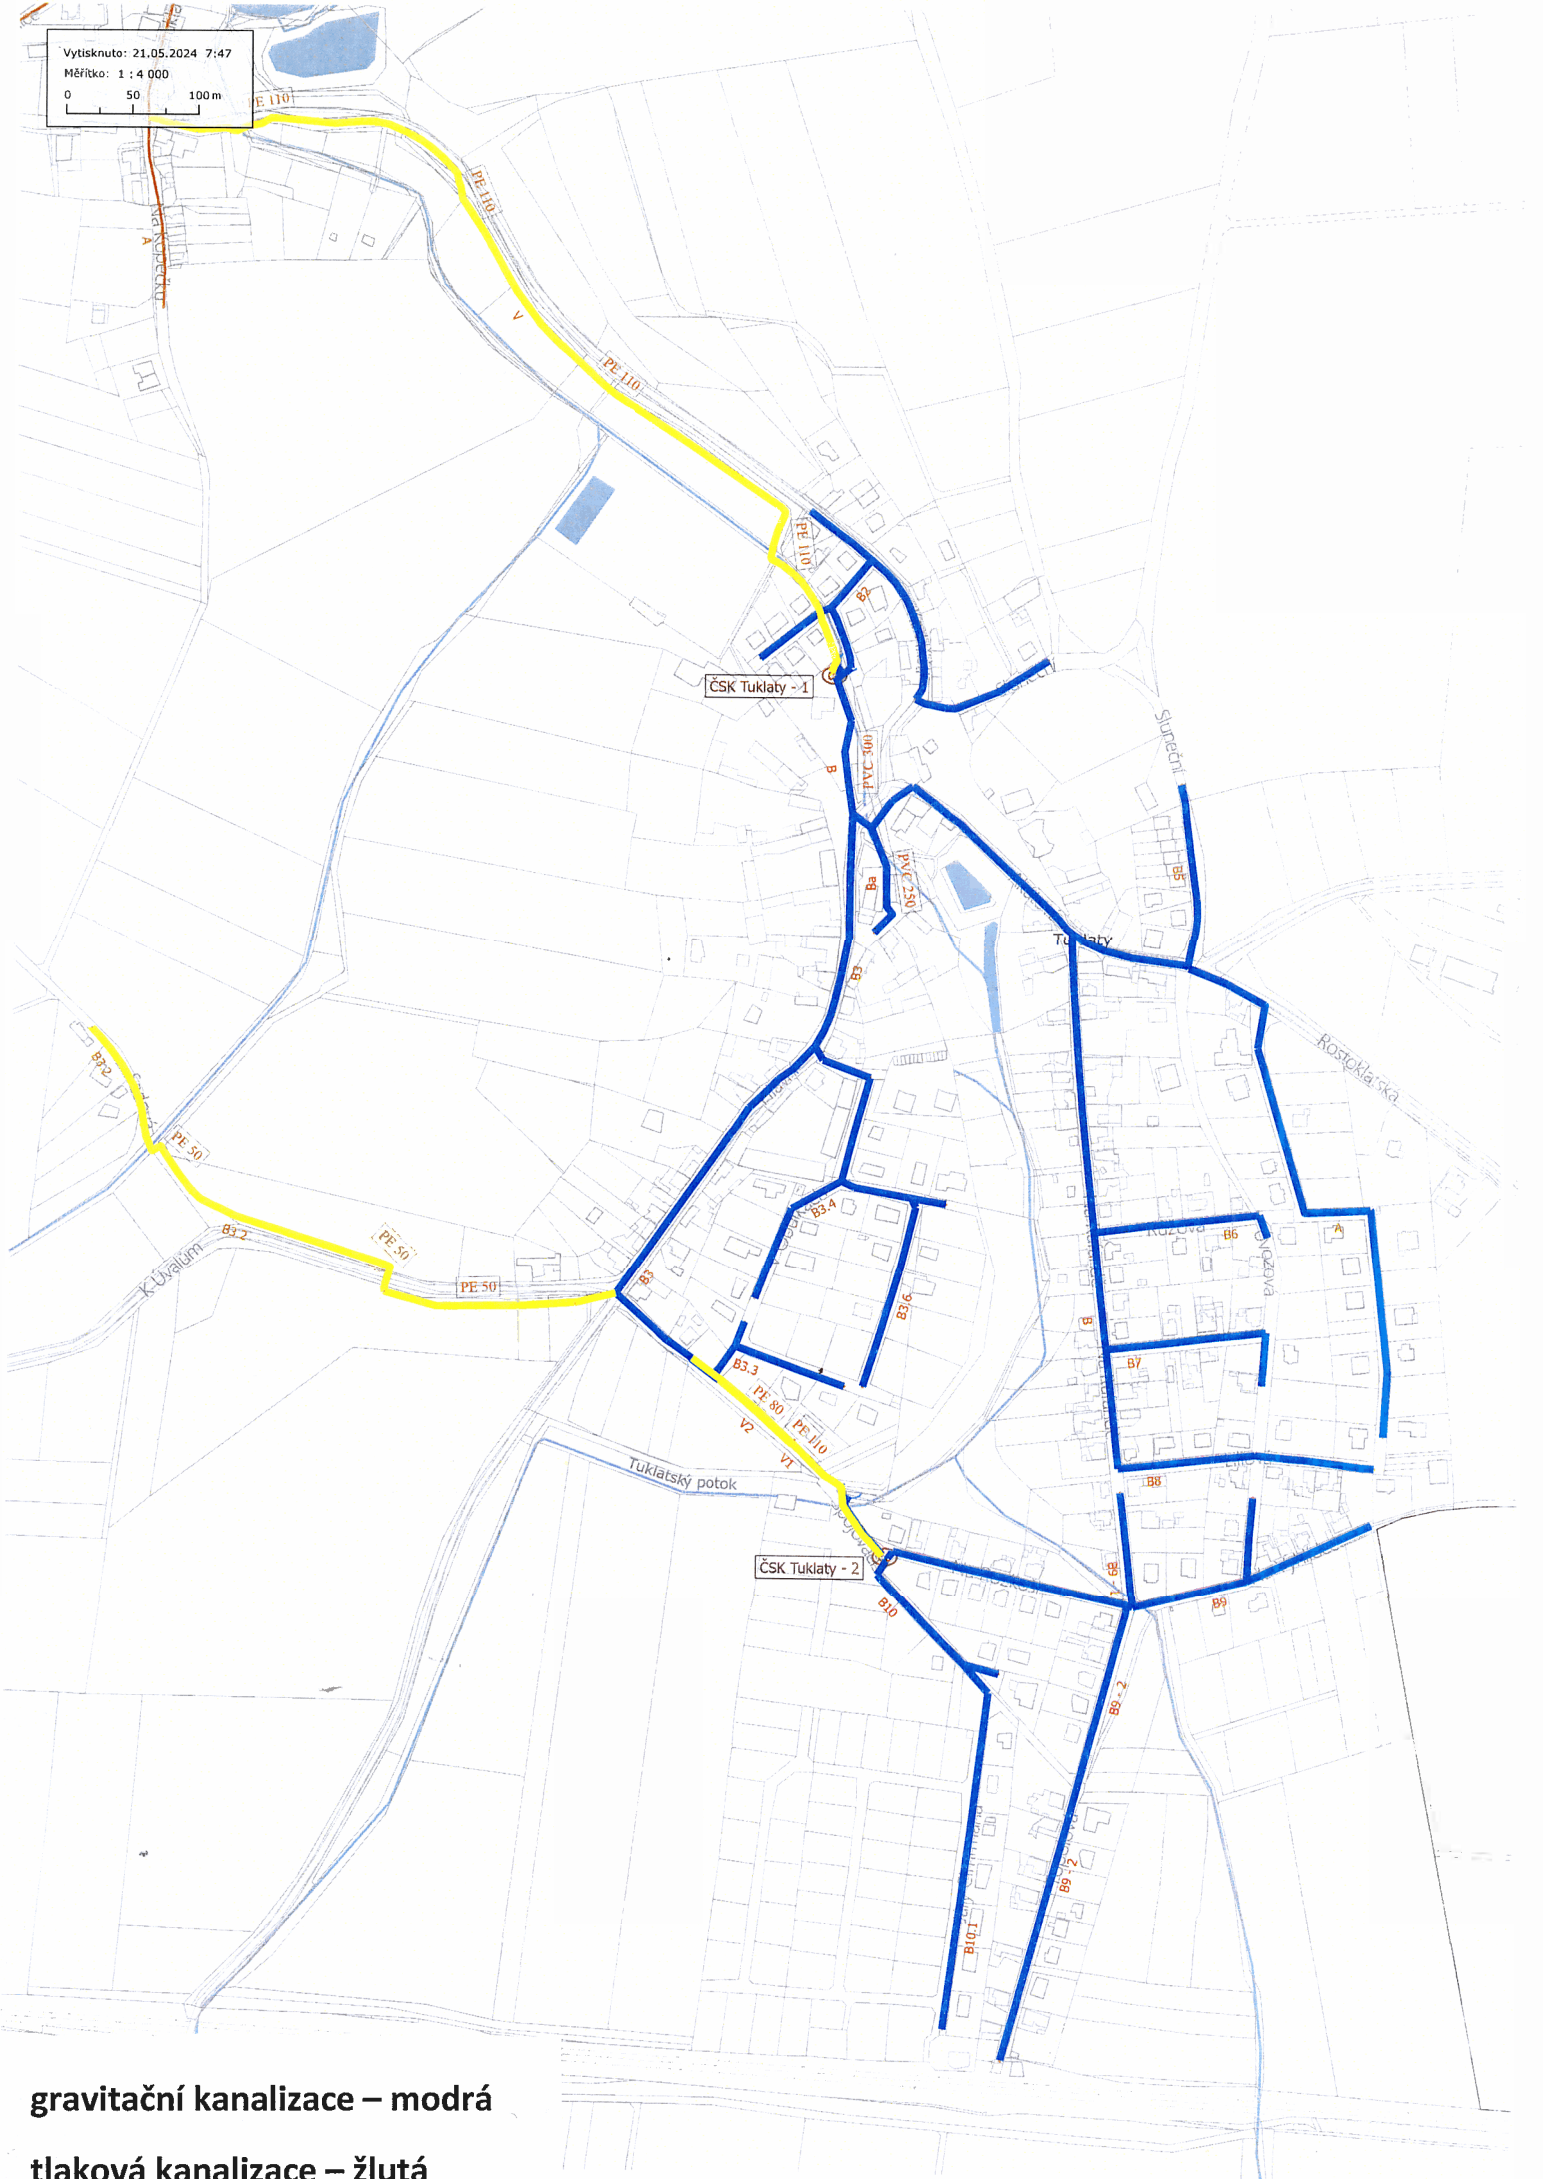 Vytisknuto: 21.05.2024 7:47
Měřítko: 1 : 4 000
0 50 100 m
PE 110
PE 110
A
V
PE 110
PE 110
B2
ČSK Tuklaty - 1
Sluneční
PVC 300
B
B5
PVC 250
Ba
Tuklaty
B3
Rostoklatská
B3.2
PE 50
B3.4
Růžová
B6
A
B3.2
PE 50
K Úvalům
PE 50
B3
B3.6
B
B7
B3.3
PE 80
PE 110
V2
V1
Tuklatský potok
B8
Spojovací
ČSK Tuklaty - 2
B10
B9
B9 - 2
B9 - 2
B10.1
gravitační kanalizace – modrá
tlaková kanalizace – žlutá